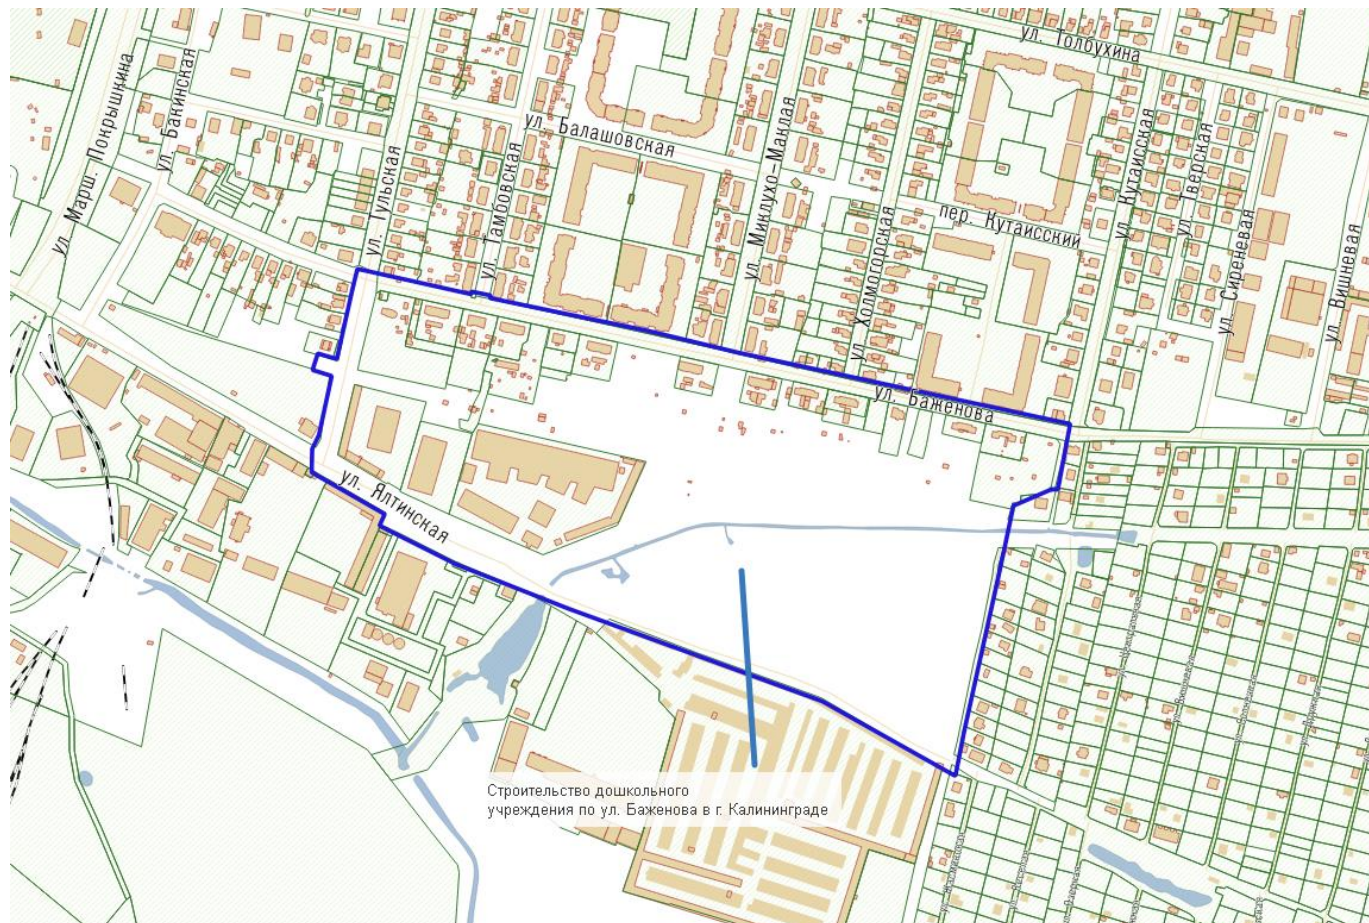 ул. Толбухина
ул. Марш. Покрышкина
ул. Бакинская
ул. Балашовская
ул. Тульская
ул. Тамбовская
ул. Миклухо-Маклая
ул. Холмогорская
пер. Кутаисский
ул. Кутаисская
ул. Тверская
ул. Сиреневая
ул. Вишневая
ул. Баженова
ул. Ялтинская
Строительство дошкольного
учреждения по ул. Баженова в г. Калининграде